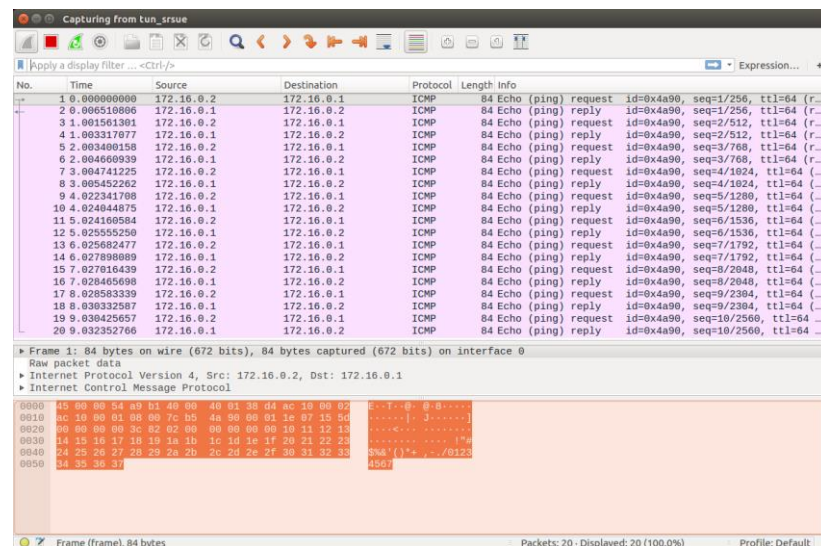 Capturing from tun_srsue
Apply a display filter ... <Ctrl-/>
Expression...
No. Time Source Destination Protocol Length Info
1 0.000000000 172.16.0.2 172.16.0.1 ICMP 84 Echo (ping) request id=0x4a90, seq=1/256, ttl=64 (r…
2 0.006510806 172.16.0.1 172.16.0.2 ICMP 84 Echo (ping) reply id=0x4a90, seq=1/256, ttl=64 (r…
3 1.001561301 172.16.0.2 172.16.0.1 ICMP 84 Echo (ping) request id=0x4a90, seq=2/512, ttl=64 (r…
4 1.003317077 172.16.0.1 172.16.0.2 ICMP 84 Echo (ping) reply id=0x4a90, seq=2/512, ttl=64 (r…
5 2.003400158 172.16.0.2 172.16.0.1 ICMP 84 Echo (ping) request id=0x4a90, seq=3/768, ttl=64 (r…
6 2.004660939 172.16.0.1 172.16.0.2 ICMP 84 Echo (ping) reply id=0x4a90, seq=3/768, ttl=64 (r…
7 3.004741225 172.16.0.2 172.16.0.1 ICMP 84 Echo (ping) request id=0x4a90, seq=4/1024, ttl=64 (…
8 3.005452262 172.16.0.1 172.16.0.2 ICMP 84 Echo (ping) reply id=0x4a90, seq=4/1024, ttl=64 (…
9 4.022341708 172.16.0.2 172.16.0.1 ICMP 84 Echo (ping) request id=0x4a90, seq=5/1280, ttl=64 (…
10 4.024044875 172.16.0.1 172.16.0.2 ICMP 84 Echo (ping) reply id=0x4a90, seq=5/1280, ttl=64 (…
11 5.024160584 172.16.0.2 172.16.0.1 ICMP 84 Echo (ping) request id=0x4a90, seq=6/1536, ttl=64 (…
12 5.025555250 172.16.0.1 172.16.0.2 ICMP 84 Echo (ping) reply id=0x4a90, seq=6/1536, ttl=64 (…
13 6.025682477 172.16.0.2 172.16.0.1 ICMP 84 Echo (ping) request id=0x4a90, seq=7/1792, ttl=64 (…
14 6.027898089 172.16.0.1 172.16.0.2 ICMP 84 Echo (ping) reply id=0x4a90, seq=7/1792, ttl=64 (…
15 7.027016439 172.16.0.2 172.16.0.1 ICMP 84 Echo (ping) request id=0x4a90, seq=8/2048, ttl=64 (…
16 7.028465698 172.16.0.1 172.16.0.2 ICMP 84 Echo (ping) reply id=0x4a90, seq=8/2048, ttl=64 (…
17 8.028583339 172.16.0.2 172.16.0.1 ICMP 84 Echo (ping) request id=0x4a90, seq=9/2304, ttl=64 (…
18 8.030332587 172.16.0.1 172.16.0.2 ICMP 84 Echo (ping) reply id=0x4a90, seq=9/2304, ttl=64 (…
19 9.030425657 172.16.0.2 172.16.0.1 ICMP 84 Echo (ping) request id=0x4a90, seq=10/2560, ttl=64 …
20 9.032352766 172.16.0.1 172.16.0.2 ICMP 84 Echo (ping) reply id=0x4a90, seq=10/2560, ttl=64 …
Frame 1: 84 bytes on wire (672 bits), 84 bytes captured (672 bits) on interface 0
Raw packet data
Internet Protocol Version 4, Src: 172.16.0.2, Dst: 172.16.0.1
Internet Control Message Protocol
0000 45 00 00 54 a9 b1 40 00 40 01 38 d4 ac 10 00 02 E··T··@· @·8·····
0010 ac 10 00 01 08 00 7c b5 4a 90 00 01 1e 07 15 5d ······|· J······]
0020 00 00 00 00 3c 82 02 00 00 00 00 00 10 11 12 13 ····<··· ········
0030 14 15 16 17 18 19 1a 1b 1c 1d 1e 1f 20 21 22 23 ········ ···· !"#
0040 24 25 26 27 28 29 2a 2b 2c 2d 2e 2f 30 31 32 33 $%&'()*+ ,-./0123
0050 34 35 36 37 4567
Frame (frame), 84 bytes Packets: 20 · Displayed: 20 (100.0%) Profile: Default